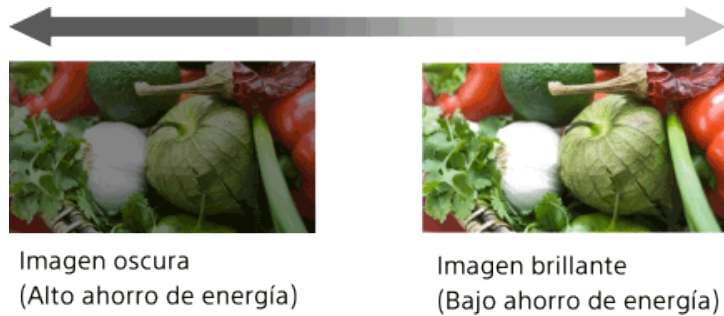 Imagen oscura
(Alto ahorro de energía)
Imagen brillante
(Bajo ahorro de energía)